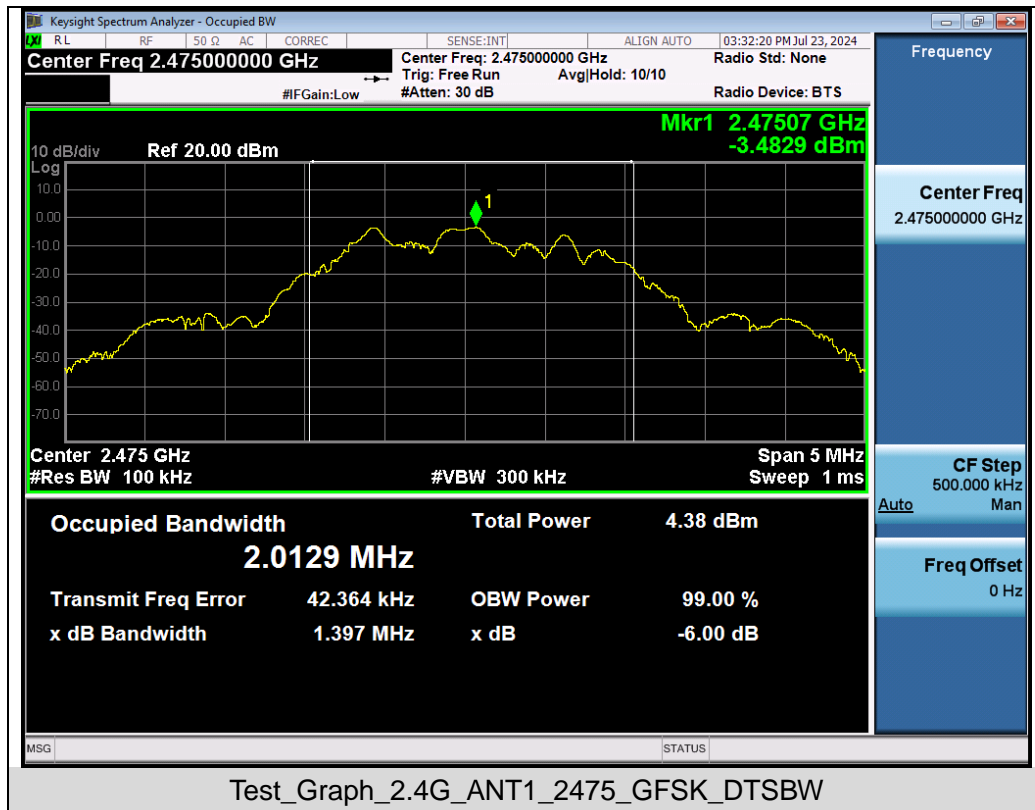 Keysight Spectrum Analyzer - Occupied BW
LXI RL RF 50 Ω AC CORREC SENSE:INT ALIGN AUTO 03:32:20 PM Jul 23, 2024
Center Freq 2.475000000 GHz
Center Freq: 2.475000000 GHz
Radio Std: None
Trig: Free Run Avg|Hold: 10/10
#IFGain:Low
#Atten: 30 dB
Radio Device: BTS
Frequency
Mkr1 2.47507 GHz
-3.4829 dBm
10 dB/div Ref 20.00 dBm
Log
10.0
0.00
-10.0
-20.0
-30.0
-40.0
-50.0
-60.0
-70.0
1
Center 2.475 GHz Span 5 MHz
#Res BW 100 kHz #VBW 300 kHz Sweep 1 ms
Center Freq
2.475000000 GHz
CF Step
500.000 kHz
Auto Man
Freq Offset
0 Hz
Occupied Bandwidth Total Power 4.38 dBm
2.0129 MHz
Transmit Freq Error 42.364 kHz OBW Power 99.00 %
x dB Bandwidth 1.397 MHz x dB -6.00 dB
MSG STATUS
Test_Graph_2.4G_ANT1_2475_GFSK_DTSBW